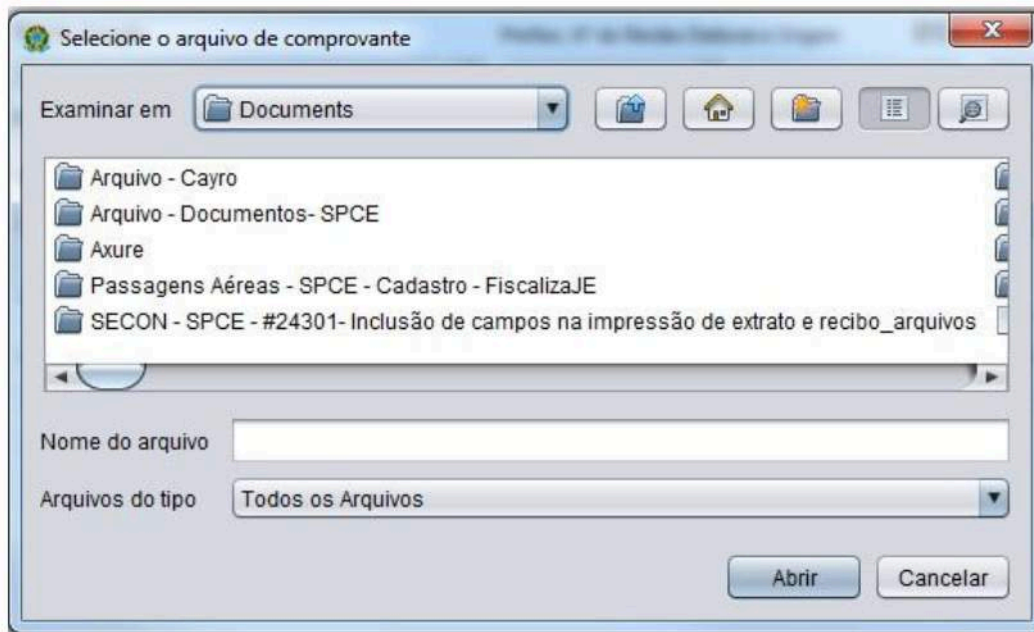 Selecione o arquivo de comprovante
Examinar em Documents
Arquivo - Cayro
Arquivo - Documentos- SPCE
Axure
Passagens Aéreas - SPCE - Cadastro - FiscalizaJE
SECON - SPCE - #24301- Inclusão de campos na impressão de extrato e recibo_arquivos
Nome do arquivo
Arquivos do tipo Todos os Arquivos
Abrir Cancelar